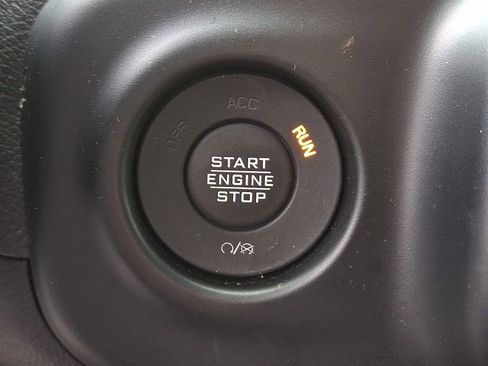 OFF
ACC
RUN
START
ENGINE
STOP